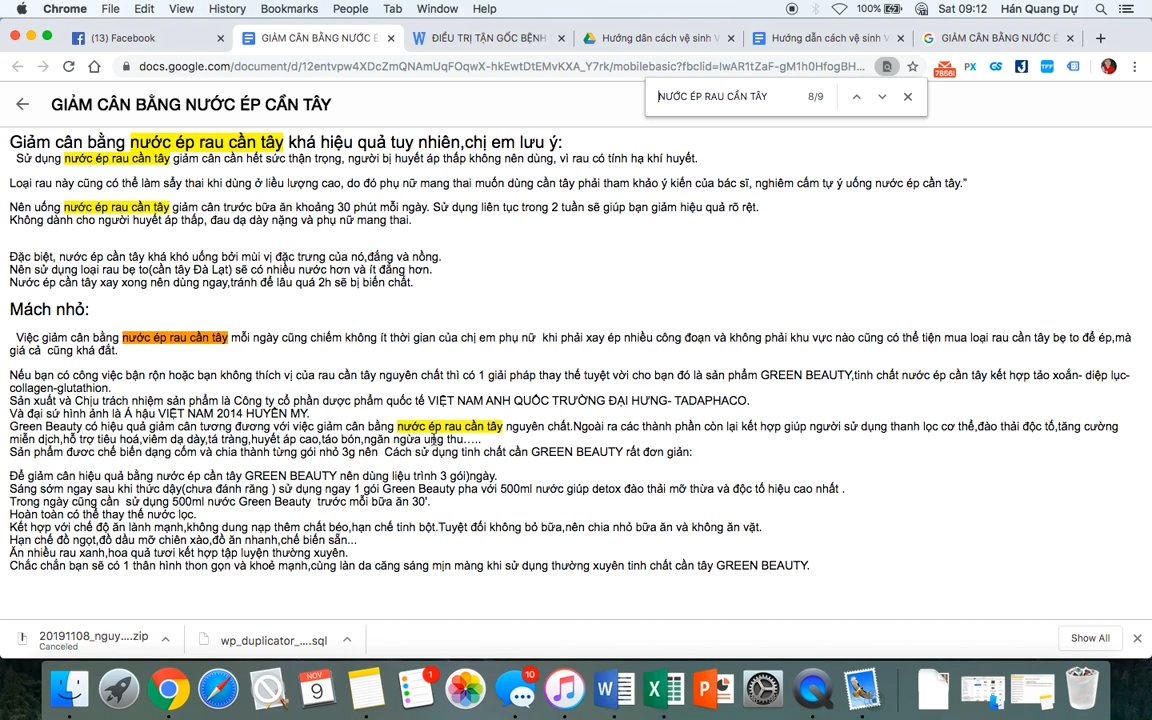 Chrome File Edit View History Bookmarks People Tab Window Help 100% Sat 09:12 Hán Quang Dự
(13) Facebook
GIẢM CÂN BẰNG NƯỚC É
ĐIỀU TRỊ TẬN GỐC BỆNH
Hướng dẫn cách vệ sinh V
Hướng dẫn cách vệ sinh V
GIẢM CÂN BẰNG NƯỚC É
docs.google.com/document/d/12entvpw4XDcZmQNAmUqFOqwX-hkEwtDtEMvKXA_Y7rk/mobilebasic?fbclid=IwAR1tZaF-gM1h0HfogBH...
7856!
PX
TFF
GIẢM CÂN BẰNG NƯỚC ÉP CẦN TÂY
NƯỚC ÉP RAU CẦN TÂY 8/9
Giảm cân bằng nước ép rau cần tây khá hiệu quả tuy nhiên,chị em lưu ý:
Sử dụng nước ép rau cần tây giảm cân cần hết sức thận trọng, người bị huyết áp thấp không nên dùng, vì rau có tính hạ khí huyết.
Loại rau này cũng có thể làm sẩy thai khi dùng ở liều lượng cao, do đó phụ nữ mang thai muốn dùng cần tây phải tham khảo ý kiến của bác sĩ, nghiêm cấm tự ý uống nước ép cần tây."
Nên uống nước ép rau cần tây giảm cân trước bữa ăn khoảng 30 phút mỗi ngày. Sử dụng liên tục trong 2 tuần sẽ giúp bạn giảm hiệu quả rõ rệt.
Không dành cho người huyết áp thấp, đau dạ dày nặng và phụ nữ mang thai.
Đặc biệt, nước ép cần tây khá khó uống bởi mùi vị đặc trưng của nó,đắng và nồng.
Nên sử dụng loại rau bẹ to(cần tây Đà Lạt) sẽ có nhiều nước hơn và ít đắng hơn.
Nước ép cần tây xay xong nên dùng ngay,tránh để lâu quá 2h sẽ bị biến chất.
Mách nhỏ:
Việc giảm cân bằng nước ép rau cần tây mỗi ngày cũng chiếm không ít thời gian của chị em phụ nữ khi phải xay ép nhiều công đoạn và không phải khu vực nào cũng có thể tiện mua loại rau cần tây bẹ to để ép,mà
giá cả cũng khá đắt.
Nếu bạn có công việc bận rộn hoặc bạn không thích vị của rau cần tây nguyên chất thì có 1 giải pháp thay thế tuyệt vời cho bạn đó là sản phẩm GREEN BEAUTY,tinh chất nước ép cần tây kết hợp tảo xoắn- diệp lục-
collagen-glutathion.
Sản xuất và Chịu trách nhiệm sản phẩm là Công ty cổ phần dược phẩm quốc tế VIỆT NAM ANH QUỐC TRƯỜNG ĐẠI HƯNG- TADAPHACO.
Và đại sứ hình ảnh là Á hậu VIỆT NAM 2014 HUYỀN MY.
Green Beauty có hiệu quả giảm cân tương đương với việc giảm cân bằng nước ép rau cần tây nguyên chất.Ngoài ra các thành phần còn lại kết hợp giúp người sử dụng thanh lọc cơ thể,đào thải độc tố,tăng cường
miễn dịch,hỗ trợ tiêu hoá,viêm dạ dày,tá tràng,huyết áp cao,táo bón,ngăn ngừa ung thu.....
Sản phẩm đươc chế biến dạng cốm và chia thành từng gói nhỏ 3g nên Cách sử dụng tinh chất cần GREEN BEAUTY rất đơn giản:
Để giảm cân hiệu quả bằng nước ép cần tây GREEN BEAUTY nên dùng liệu trình 3 gói)ngày.
Sáng sớm ngay sau khi thức dậy(chưa đánh răng ) sử dụng ngay 1 gói Green Beauty pha với 500ml nước giúp detox đào thải mỡ thừa và độc tố hiệu cao nhất .
Trong ngày cũng cần sử dụng 500ml nước Green Beauty trước mỗi bữa ăn 30'.
Hoàn toàn có thể thay thế nước lọc.
Kết hợp với chế độ ăn lành mạnh,không dung nạp thêm chất béo,hạn chế tinh bột.Tuyệt đối không bỏ bữa,nên chia nhỏ bữa ăn và không ăn vặt.
Hạn chế đồ ngọt,đồ dầu mỡ chiên xào,đồ ăn nhanh,chế biến sẵn...
Ăn nhiều rau xanh,hoa quả tươi kết hợp tập luyện thường xuyên.
Chắc chắn bạn sẽ có 1 thân hình thon gọn và khoẻ mạnh,cùng làn da căng sáng mịn màng khi sử dụng thường xuyên tinh chất cần tây GREEN BEAUTY.
20191108_nguy....zip
Canceled
wp_duplicator_....sql
Show All
NOV
9
1
10